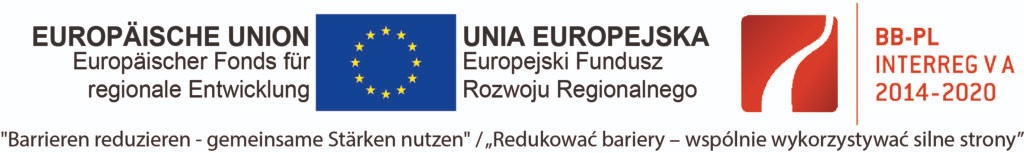 EUROPÄISCHE UNION
Europäischer Fonds für
regionale Entwicklung
UNIA EUROPEJSKA
Europejski Fundusz
Rozwoju Regionalnego
BB-PL
INTERREG V A
2014-2020
"Barrieren reduzieren - gemeinsame Stärken nutzen" / „Redukować bariery – wspólnie wykorzystywać silne strony”